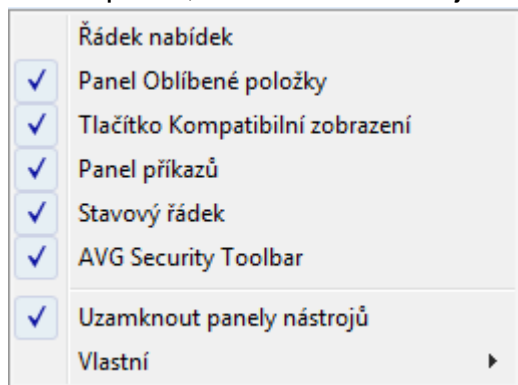 Řádek nabídek
Panel Oblíbené položky
Tlačítko Kompatibilní zobrazení
Panel příkazů
Stavový řádek
AVG Security Toolbar
Uzamknout panely nástrojů
Vlastní